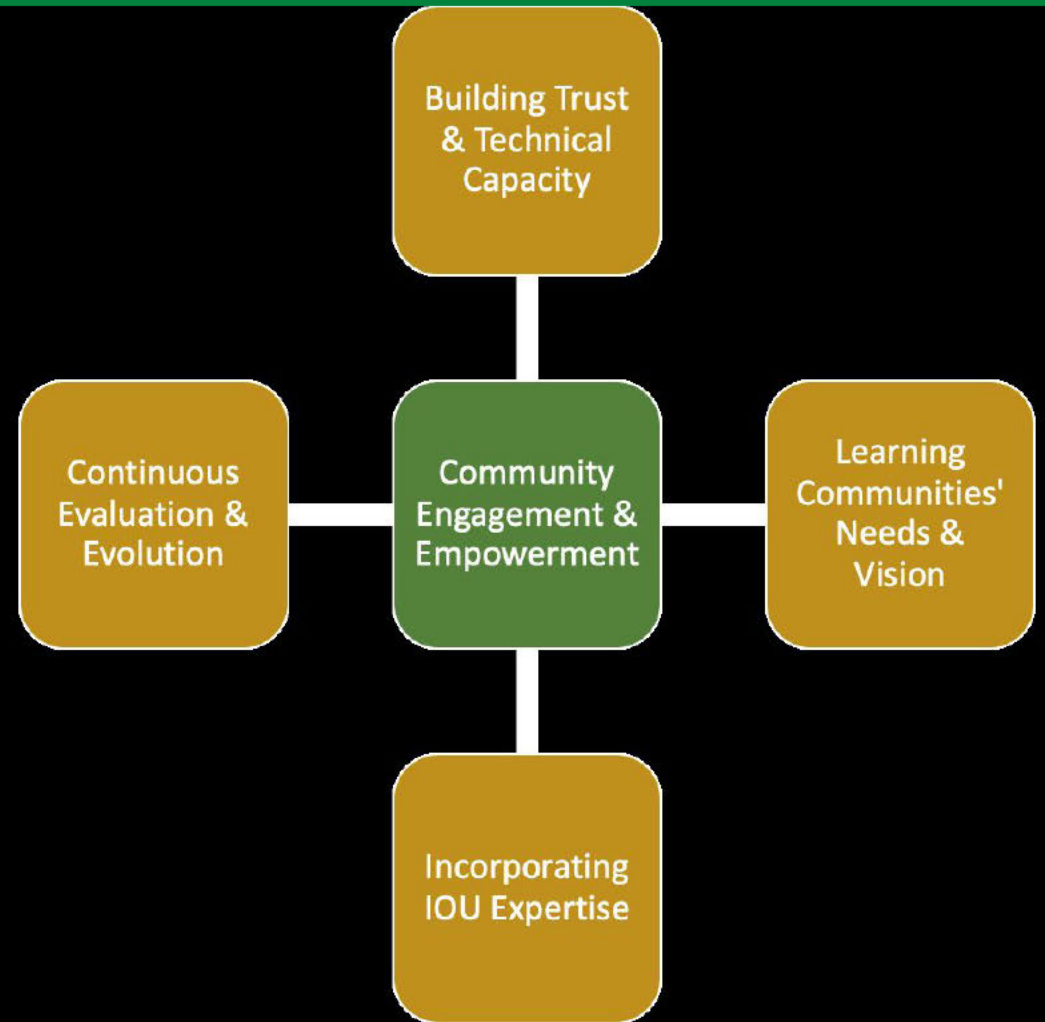 Building Trust
& Technical
Capacity
Continuous
Evaluation &
Evolution
Community
Engagement &
Empowerment
Learning
Communities'
Needs &
Vision
Incorporating
IOU Expertise